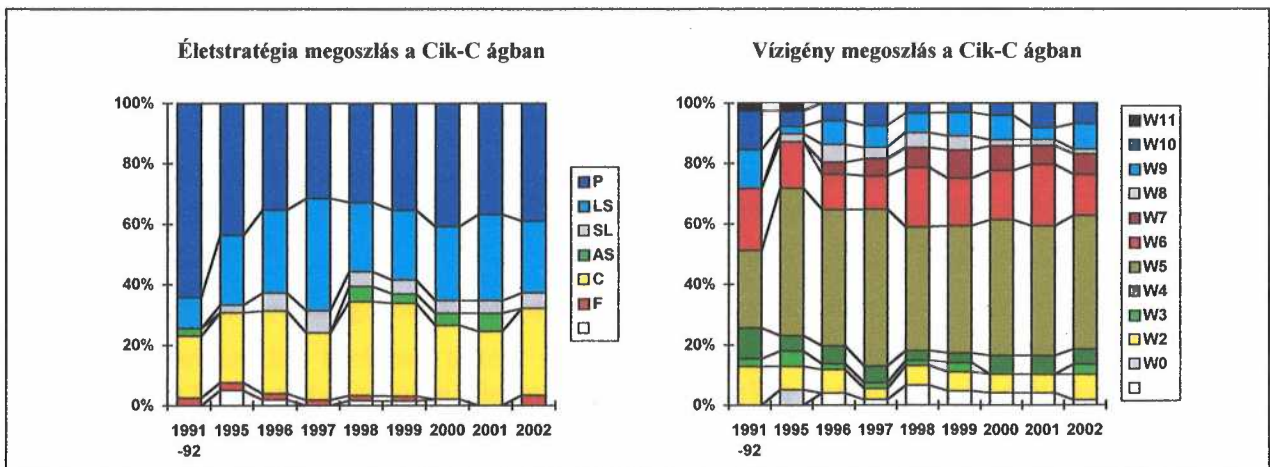 Életstratégia megoszlás a Cik-C ágban
100%
80%
60%
40%
20%
0%
1991 1995 1996 1997 1998 1999 2000 2001 2002
-92
P
LS
SL
AS
C
F
Vízigény megoszlás a Cik-C ágban
100%
80%
60%
40%
20%
0%
1991 1995 1996 1997 1998 1999 2000 2001 2002
-92
W11
W10
W9
W8
W7
W6
W5
W4
W3
W2
W0